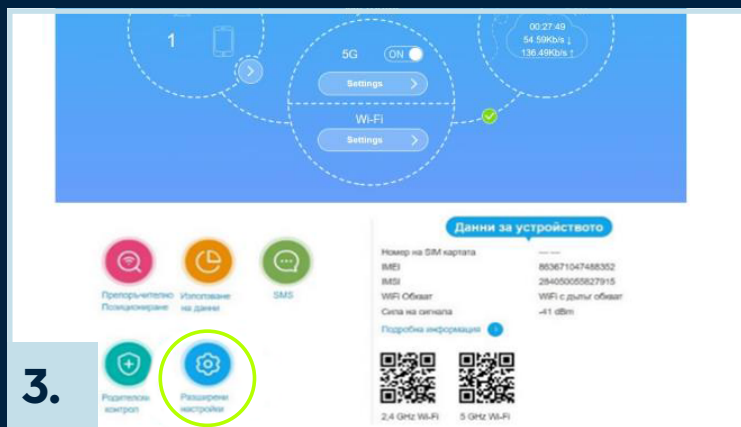 1
00:27:49
54.59Kb/s ↓
136.49Kb/s ↑
5G
ON
Settings
Wi-Fi
Settings
Данни за устройството
Номер на SIM картата --- ---
IMEI 863671047488352
IMSI 284050055827915
WiFi Обхват WiFi с дълъг обхват
Сила на сигнала -41 dBm
Подробна информация
Препоръчително
Позициониране
Използване
на данни
SMS
Родителски
контрол
Разширени
настройки
2,4 GHz Wi-Fi
5 GHz Wi-Fi
3.